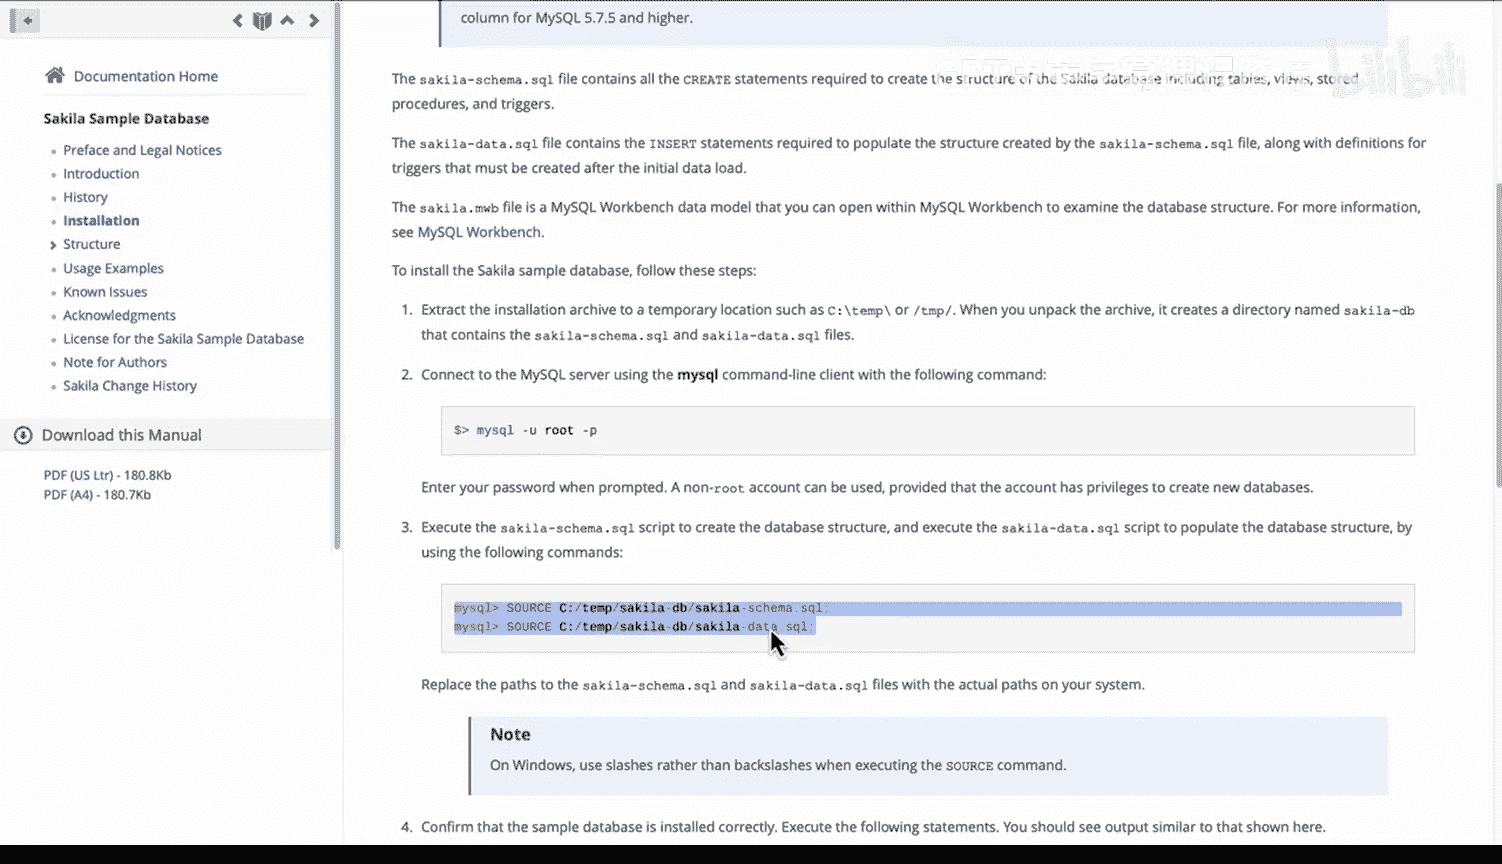 Documentation Home
Sakila Sample Database
Preface and Legal Notices
Introduction
History
Installation
Structure
Usage Examples
Known Issues
Acknowledgments
License for the Sakila Sample Database
Note for Authors
Sakila Change History
Download this Manual
PDF (US Ltr) - 180.8Kb
PDF (A4) - 180.7Kb
column for MySQL 5.7.5 and higher.
bilibili
The sakila-schema.sql file contains all the CREATE statements required to create the structure of the Sakila database including tables, views, stored
procedures, and triggers.
The sakila-data.sql file contains the INSERT statements required to populate the structure created by the sakila-schema.sql file, along with definitions for
triggers that must be created after the initial data load.
The sakila.mwb file is a MySQL Workbench data model that you can open within MySQL Workbench to examine the database structure. For more information,
see MySQL Workbench.
To install the Sakila sample database, follow these steps:
1. Extract the installation archive to a temporary location such as C:\temp\ or /tmp/. When you unpack the archive, it creates a directory named sakila-db
that contains the sakila-schema.sql and sakila-data.sql files.
2. Connect to the MySQL server using the mysql command-line client with the following command:
$> mysql -u root -p
Enter your password when prompted. A non-root account can be used, provided that the account has privileges to create new databases.
3. Execute the sakila-schema.sql script to create the database structure, and execute the sakila-data.sql script to populate the database structure, by
using the following commands:
mysql> SOURCE C:/temp/sakila-db/sakila-schema.sql;
mysql> SOURCE C:/temp/sakila-db/sakila-data.sql;
Replace the paths to the sakila-schema.sql and sakila-data.sql files with the actual paths on your system.
Note
On Windows, use slashes rather than backslashes when executing the SOURCE command.
4. Confirm that the sample database is installed correctly. Execute the following statements. You should see output similar to that shown here.